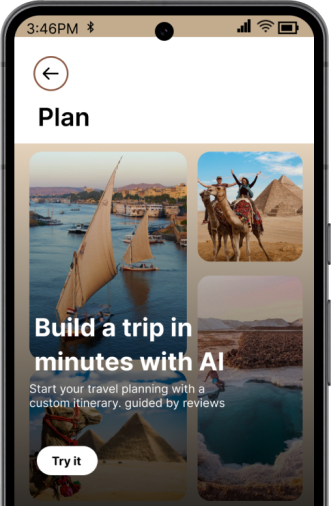 3:46PM
Plan
Build a trip in
minutes with AI
Start your travel planning with a
custom itinerary. guided by reviews
Try it